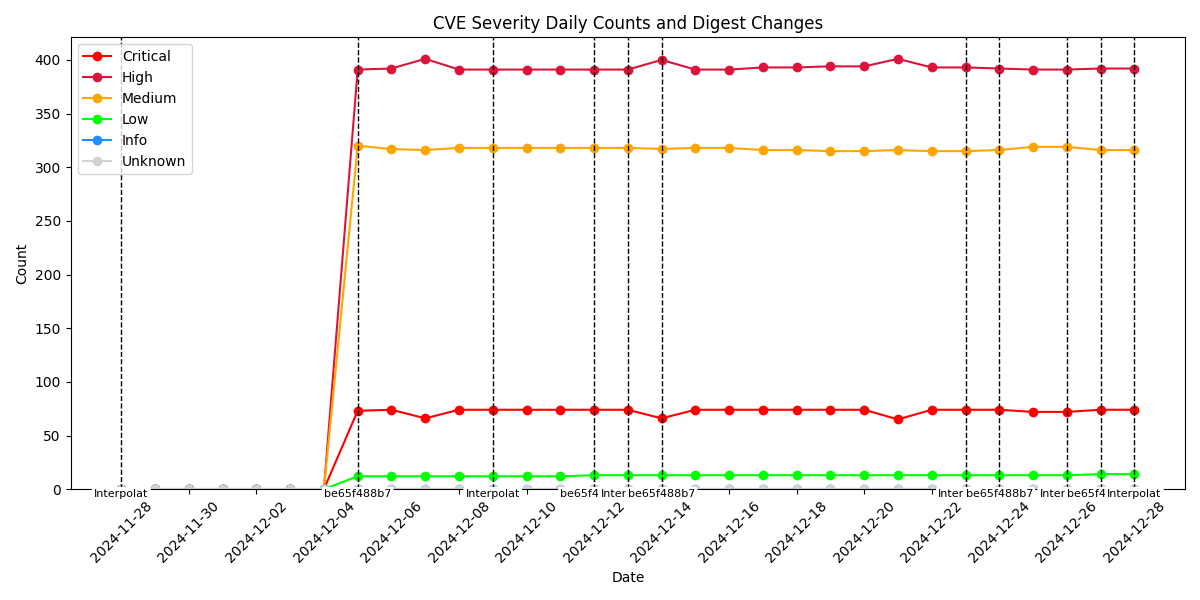 CVE Severity Daily Counts and Digest Changes
Critical
High
Medium
Low
Info
Unknown
400
350
300
250
200
150
100
50
0
Count
Interpolat
be65f488b7
Interpolat
be65f4
Inter
be65f488b7
Inter
be65f488b7
Inter
be65f4
Interpolat
2024-11-28
2024-11-30
2024-12-02
2024-12-04
2024-12-06
2024-12-08
2024-12-10
2024-12-12
2024-12-14
2024-12-16
2024-12-18
2024-12-20
2024-12-22
2024-12-24
2024-12-26
2024-12-28
Date